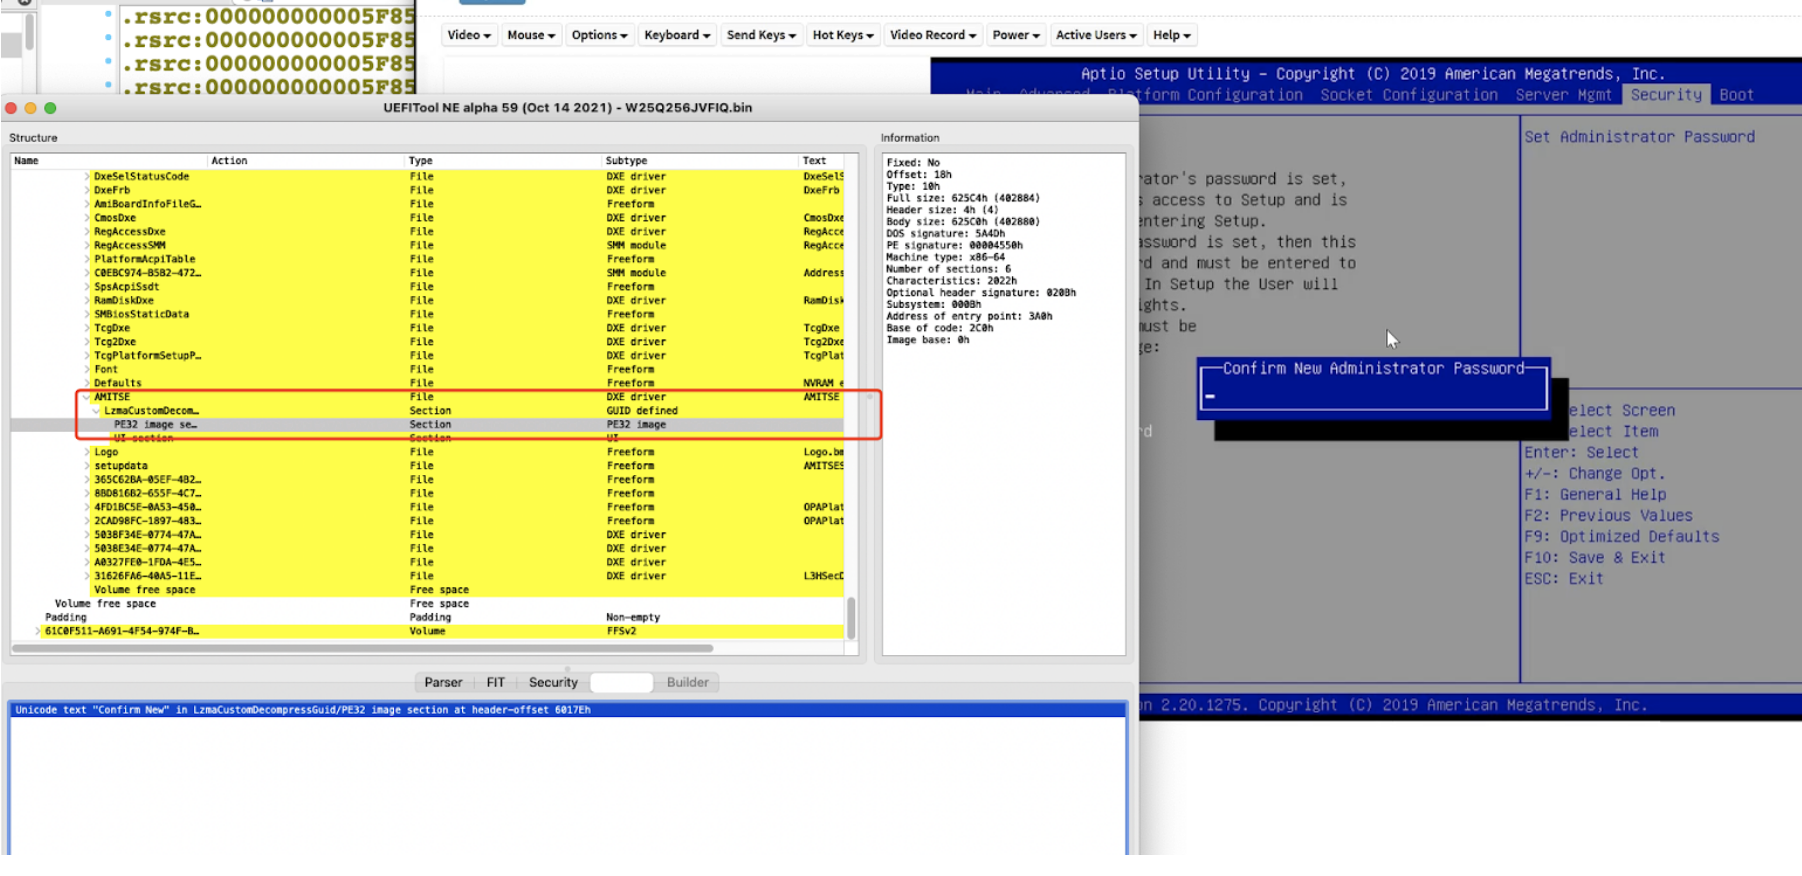 .rsrc:000000000005F85
.rsrc:000000000005F85
.rsrc:000000000005F85
.rsrc:000000000005F85
Video Mouse Options Keyboard Send Keys Hot Keys Video Record Power Active Users Help
Aptio Setup Utility – Copyright (C) 2019 American Megatrends, Inc.
Main Advanced Platform Configuration Socket Configuration Server Mgmt Security Boot
UEFITool NE alpha 59 (Oct 14 2021) - W25Q256JVFIQ.bin
Structure
Name Action Type Subtype Text
DxeSelStatusCode File DXE driver DxeSelS
DxeFrb File DXE driver DxeFrb
AmiBoardInfoFileG… File Freeform
CmosDxe File DXE driver CmosDxe
RegAccessDxe File DXE driver RegAcce
RegAccessSMM File SMM module RegAcce
PlatformAcpiTable File Freeform
C0EBC974-B5B2-472… File SMM module Address
SpsAcpiSsdt File Freeform
RamDiskDxe File DXE driver RamDisk
SMBiosStaticData File Freeform
TcgDxe File DXE driver TcgDxe
Tcg2Dxe File DXE driver Tcg2Dxe
TcgPlatformSetupP… File DXE driver TcgPlat
Font File Freeform
Defaults File Freeform NVRAM e
AMITSE File DXE driver AMITSE
LzmaCustomDecom… Section GUID defined
PE32 image se… Section PE32 image
UI section Section UI
Logo File Freeform Logo.bm
setupdata File Freeform AMITSES
365C62BA-05EF-4B2… File Freeform
8BD816B2-655F-4C7… File Freeform
4FD1BC5E-0A53-450… File Freeform OPAPlat
2CAD98FC-1897-483… File Freeform OPAPlat
5038F34E-0774-47A… File DXE driver
5038E34E-0774-47A… File DXE driver
A0327FE0-1FDA-4E5… File DXE driver
31626FA6-40A5-11E… File DXE driver L3HSecD
Volume free space Free space
Volume free space Free space
Padding Padding Non-empty
61C0F511-A691-4F54-974F-B… Volume FFSv2
Information
Fixed: No
Offset: 18h
Type: 10h
Full size: 625C4h (402884)
Header size: 4h (4)
Body size: 625C0h (402880)
DOS signature: 5A4Dh
PE signature: 00004550h
Machine type: x86-64
Number of sections: 6
Characteristics: 2022h
Optional header signature: 020Bh
Subsystem: 000Bh
Address of entry point: 3A0h
Base of code: 2C0h
Image base: 0h
Parser FIT Security Builder
Unicode text "Confirm New" in LzmaCustomDecompressGuid/PE32 image section at header-offset 6017Eh
rator's password is set,
s access to Setup and is
entering Setup.
assword is set, then this
rd and must be entered to
In Setup the User will
ights.
must be
ge:
rd
Confirm New Administrator Password
Set Administrator Password
elect Screen
elect Item
Enter: Select
+/-: Change Opt.
F1: General Help
F2: Previous Values
F9: Optimized Defaults
F10: Save & Exit
ESC: Exit
on 2.20.1275. Copyright (C) 2019 American Megatrends, Inc.